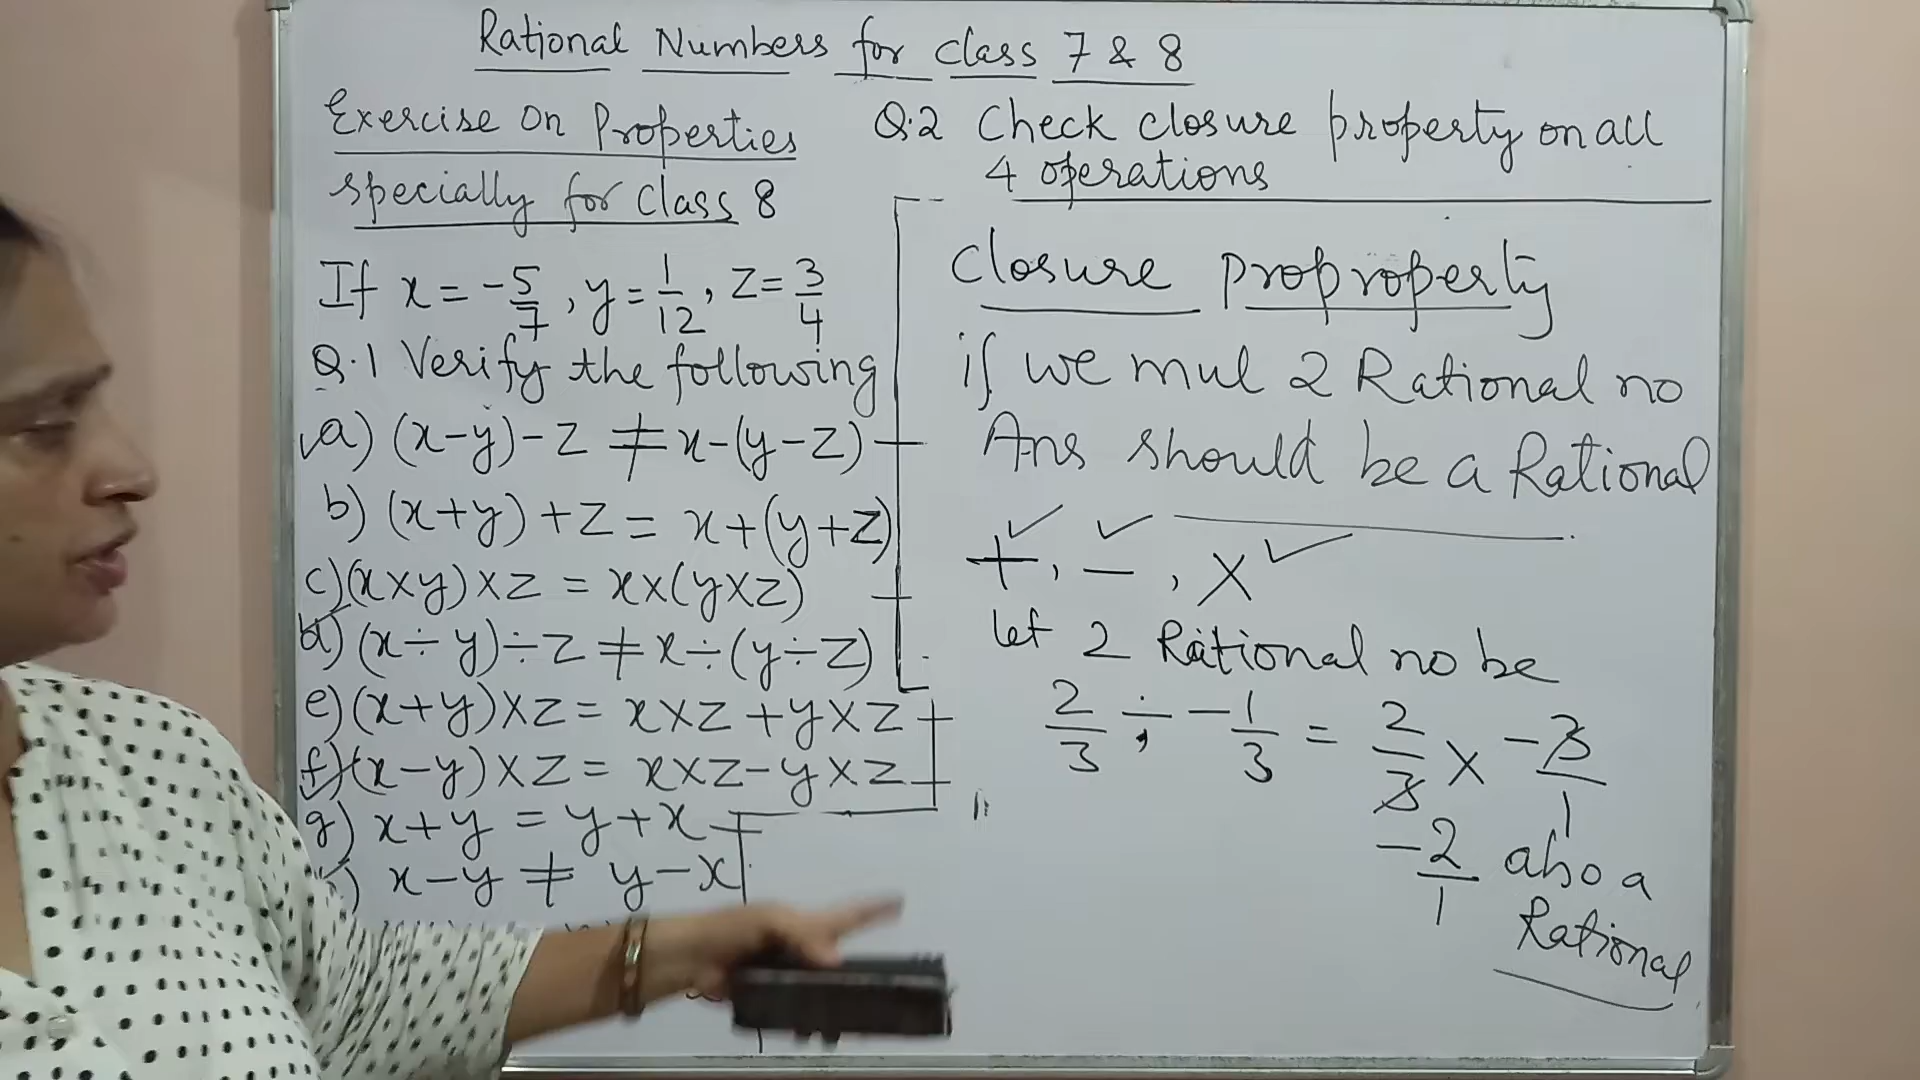 Rational Numbers for class 7 & 8
Exercise on Properties
specially for Class 8
If x = -5/7, y = 1/12, z = 3/4
Q.1 Verify the following
a) (x-y)-z ≠ x-(y-z)
b) (x+y)+z = x+(y+z)
c) (x×y)×z = x×(y×z)
d) (x÷y)÷z ≠ x÷(y÷z)
e) (x+y)×z = x×z+y×z
f) (x-y)×z = x×z-y×z
g) x+y = y+x
x-y ≠ y-x
Q.2 Check closure property on all
4 operations
Closure proproperty
if we mul 2 Rational no
Ans should be a Rational
+, -, ×
let 2 Rational no be
2/3 ÷ -1/3 = 2/3 × -3/1
-2/1 also a
Rational